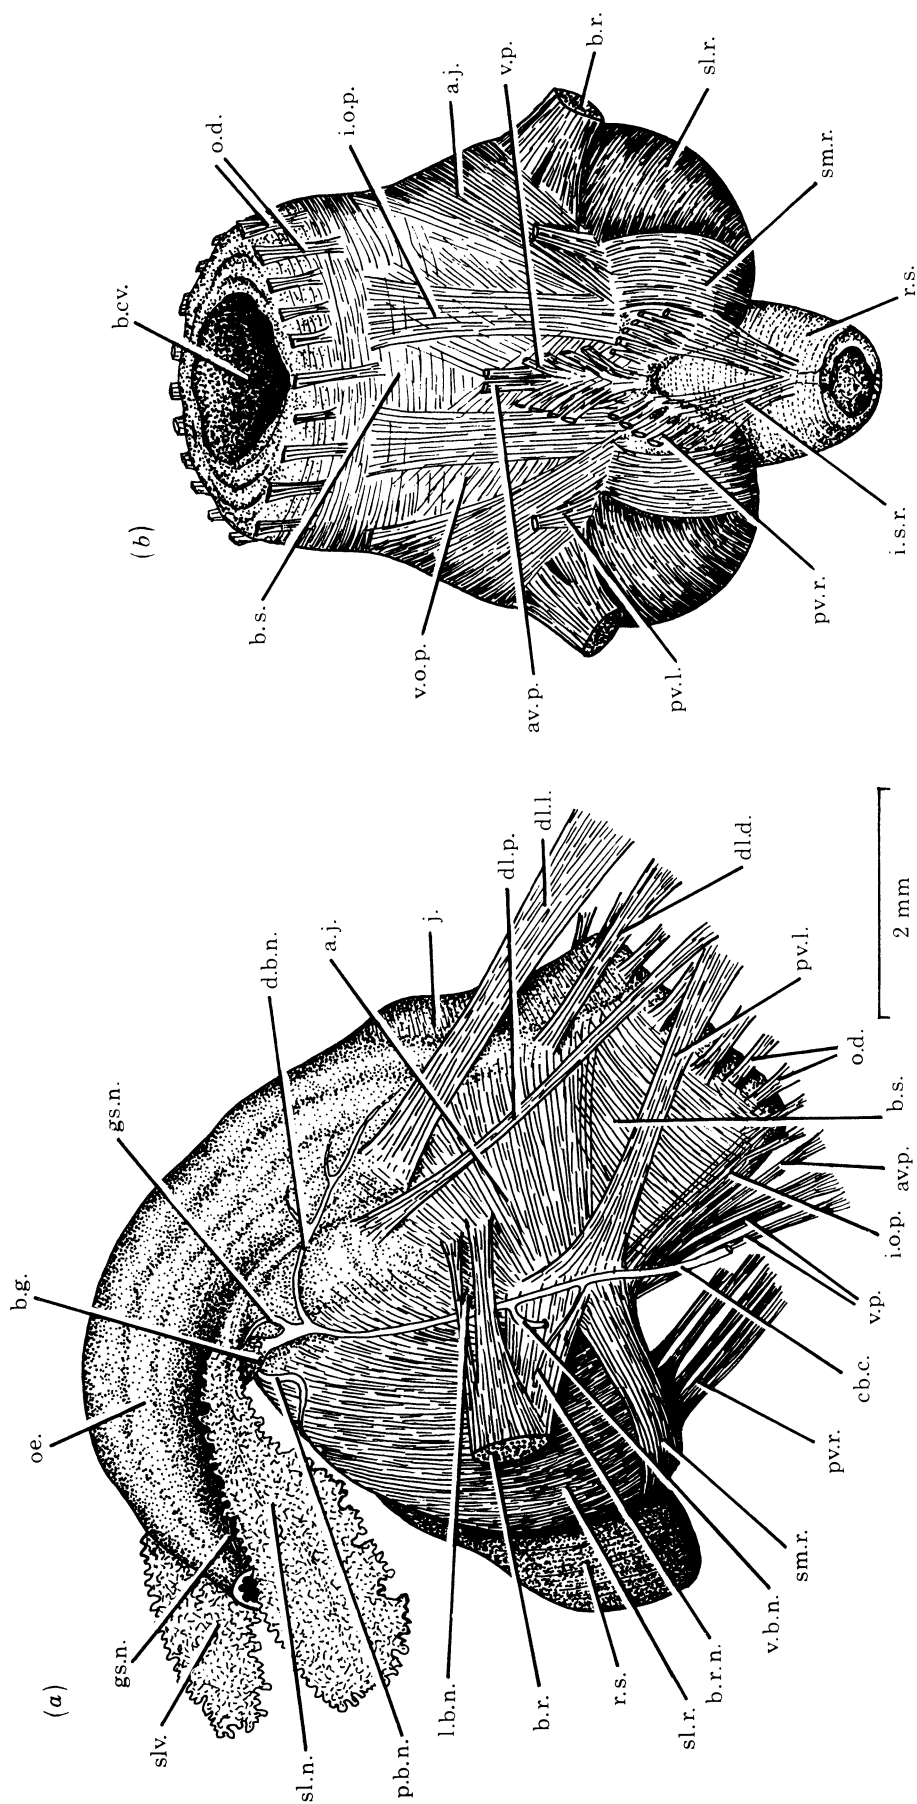 (a)
slv.
gs.n.
oe.
b.g.
gs.n.
d.b.n.
a.j.
j.
dl.p.
dl.l.
dl.d.
pv.l.
o.d.
b.s.
av.p.
i.o.p.
v.p.
cb.c.
pv.r.
sm.r.
v.b.n.
b.r.n.
sl.r.
r.s.
b.r.
l.b.n.
p.b.n.
sl.n.
2 mm
(b)
b.cv.
o.d.
i.o.p.
a.j.
v.p.
b.r.
sl.r.
sm.r.
r.s.
i.s.r.
pv.r.
pv.l.
av.p.
v.o.p.
b.s.